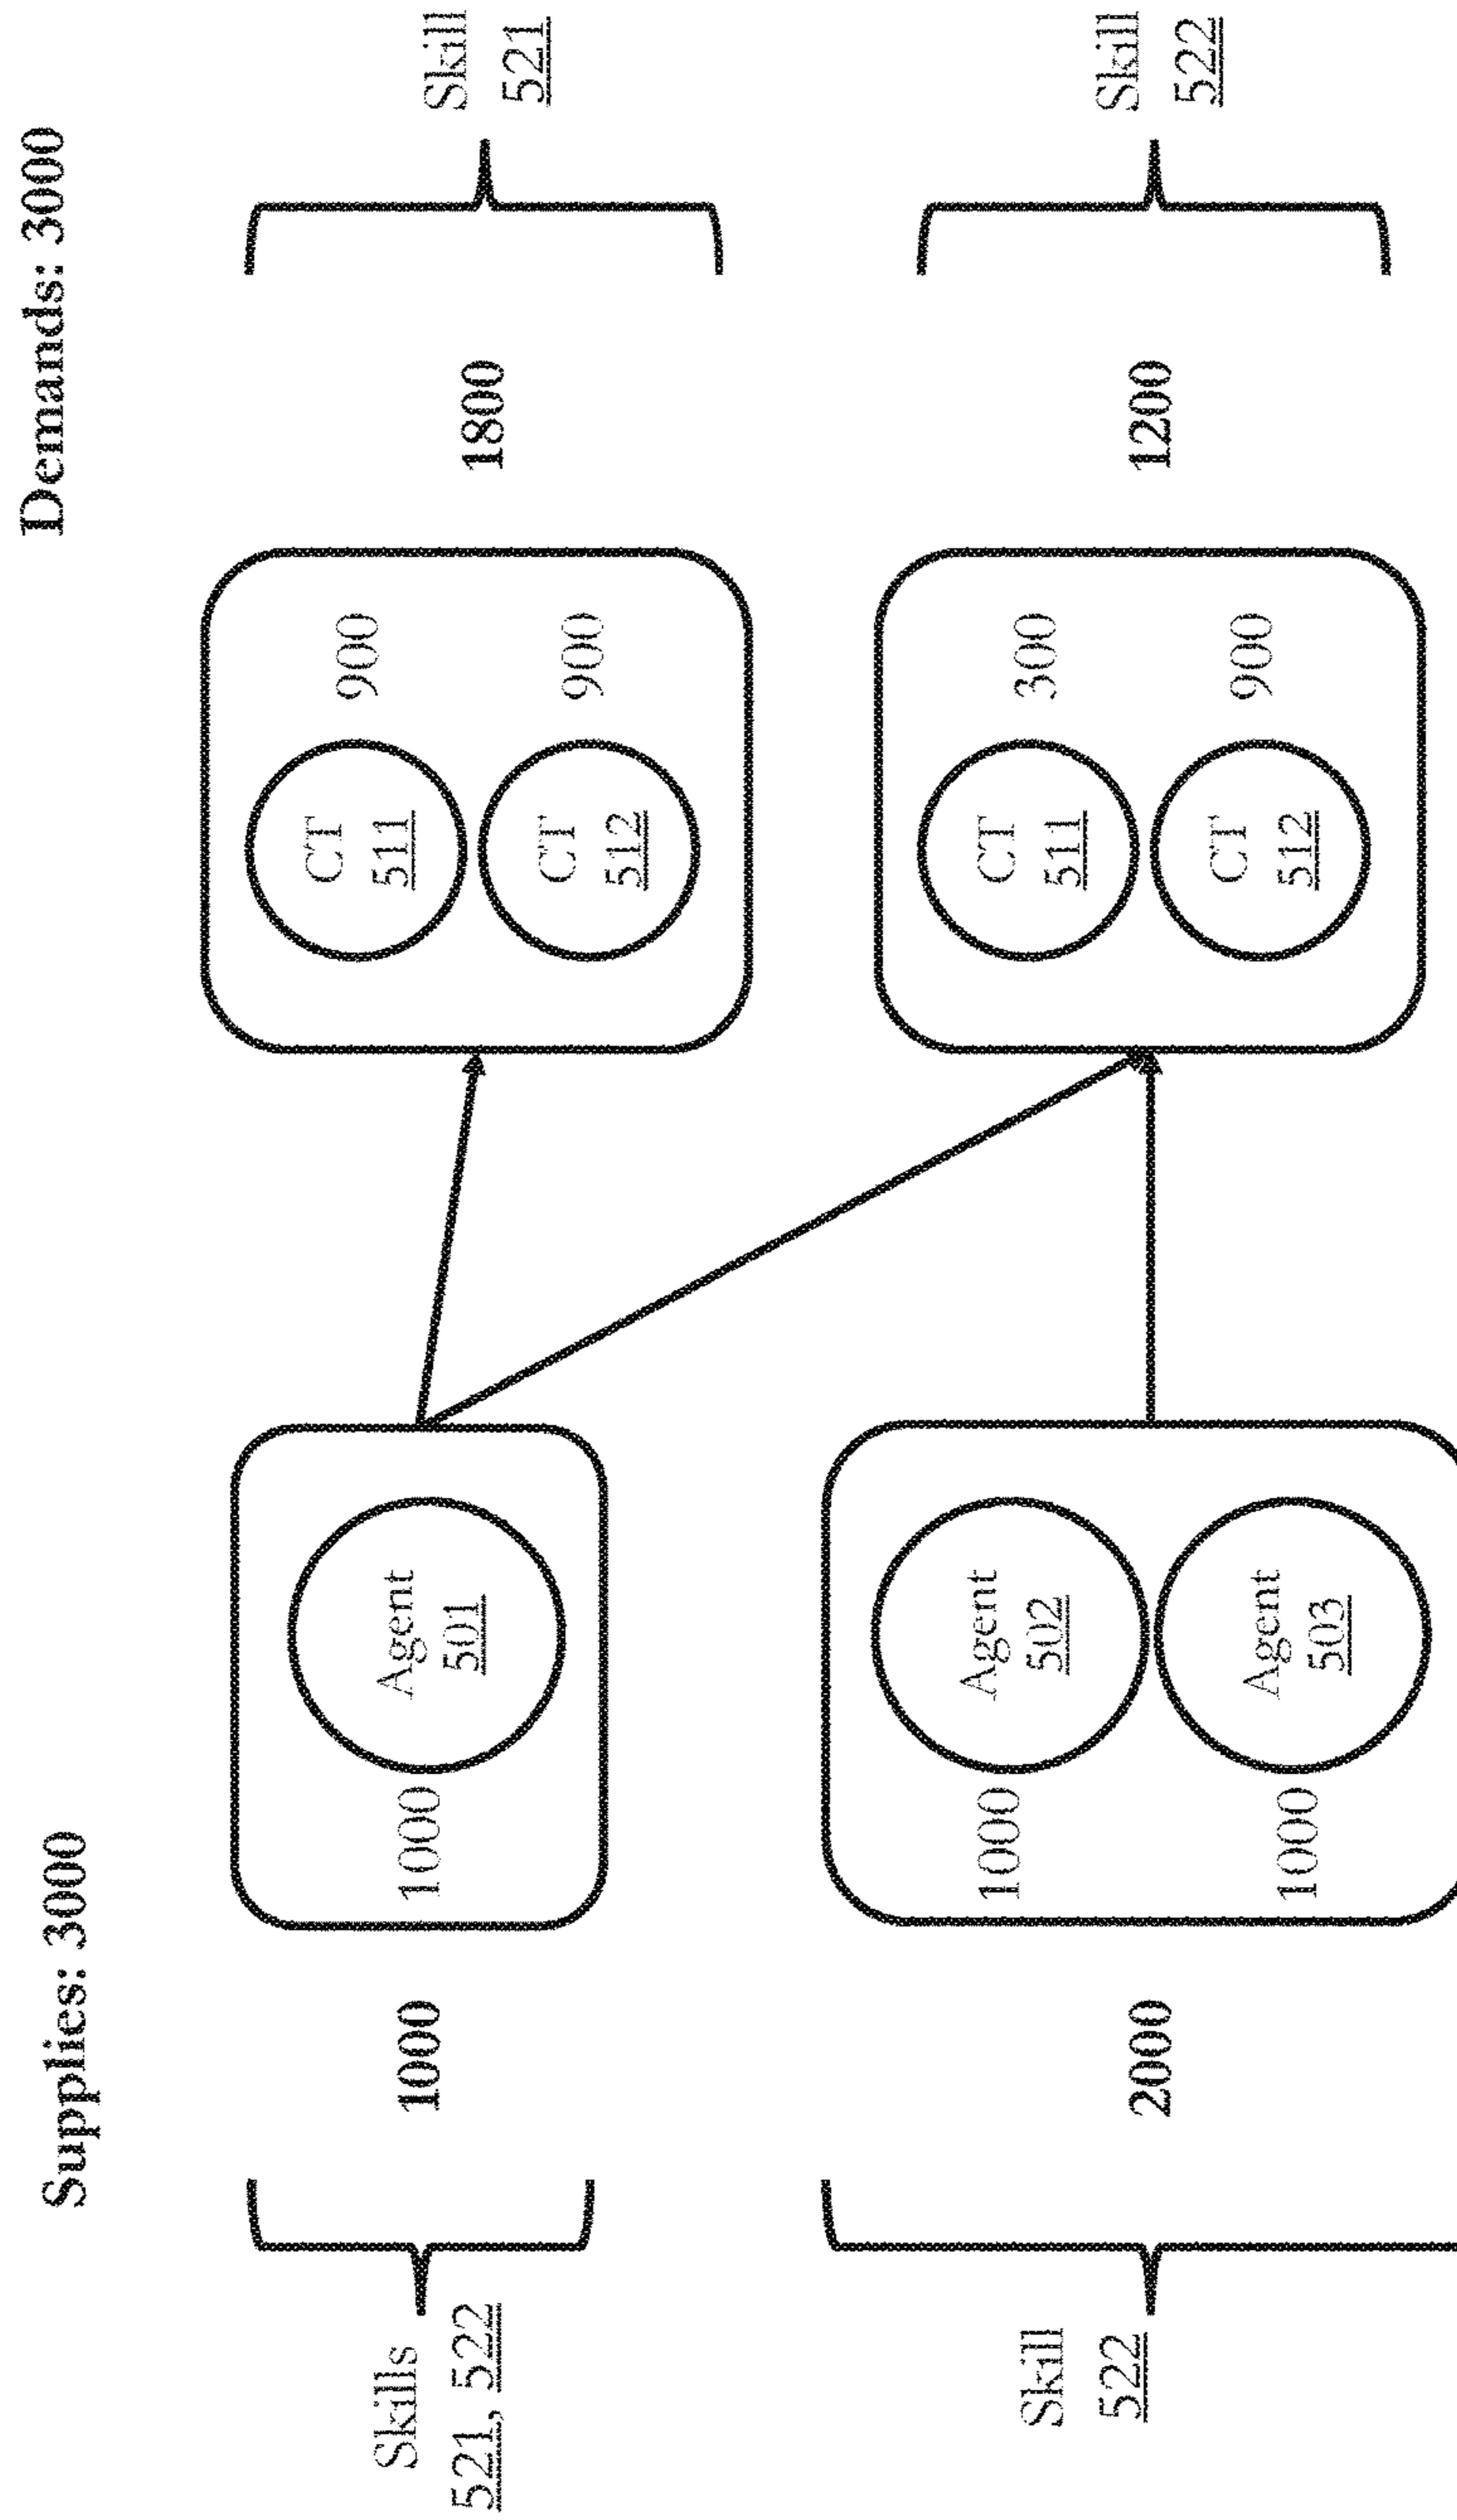 Supplies: 3000
Demands: 3000
Skills
521, 522
1000
1000
Agent
501
CT
511
900
CT
512
900
1800
Skill
521
Skill
522
2000
1000
Agent
502
1000
Agent
503
CT
511
300
CT
512
900
1200
Skill
522